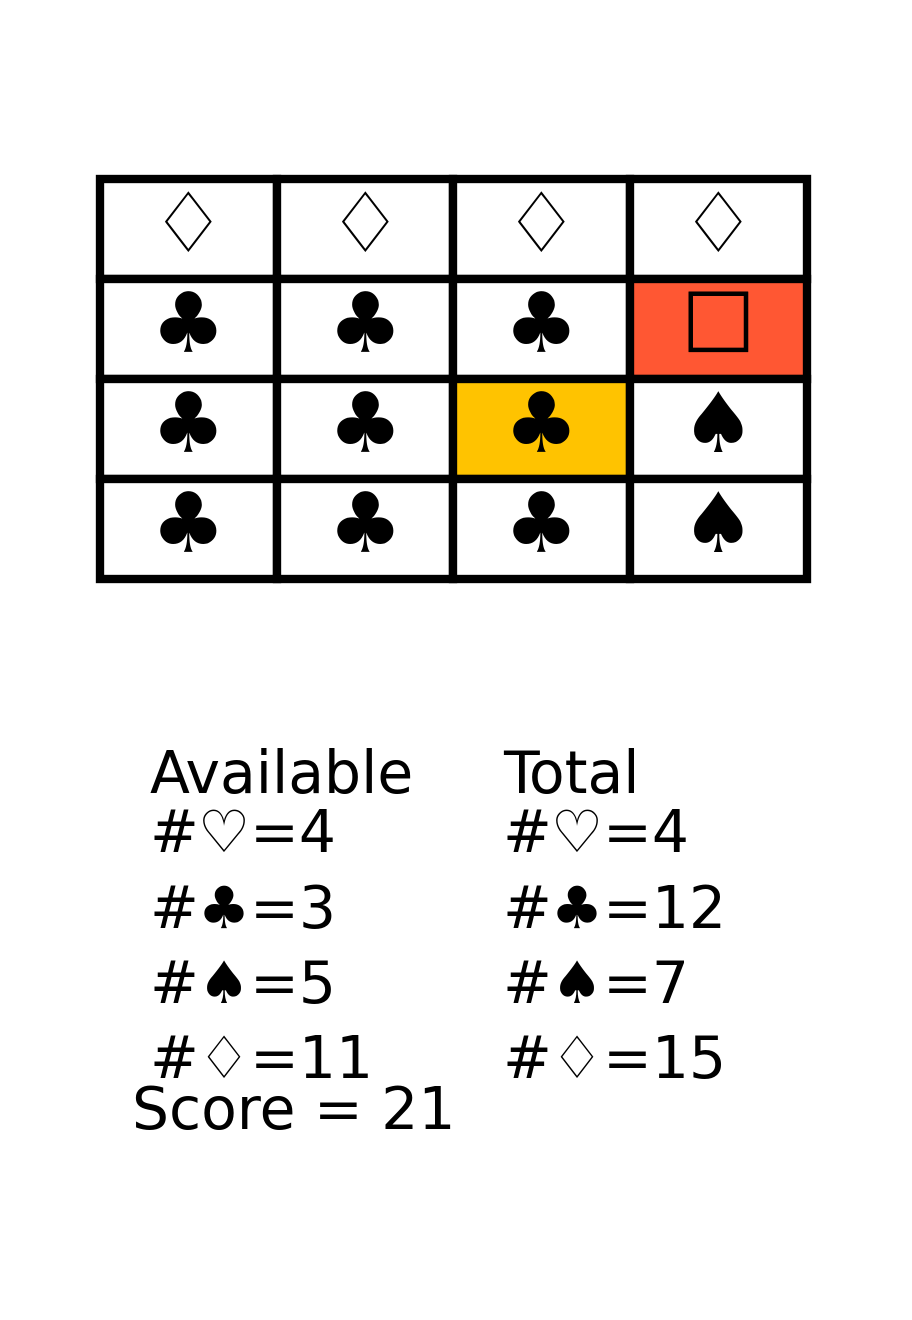 ♢ ♢ ♢ ♢
♣ ♣ ♣ □
♣ ♣ ♣ ♠
♣ ♣ ♣ ♠
Available Total
#♡=4 #♡=4
#♣=3 #♣=12
#♠=5 #♠=7
#♢=11 #♢=15
Score = 21